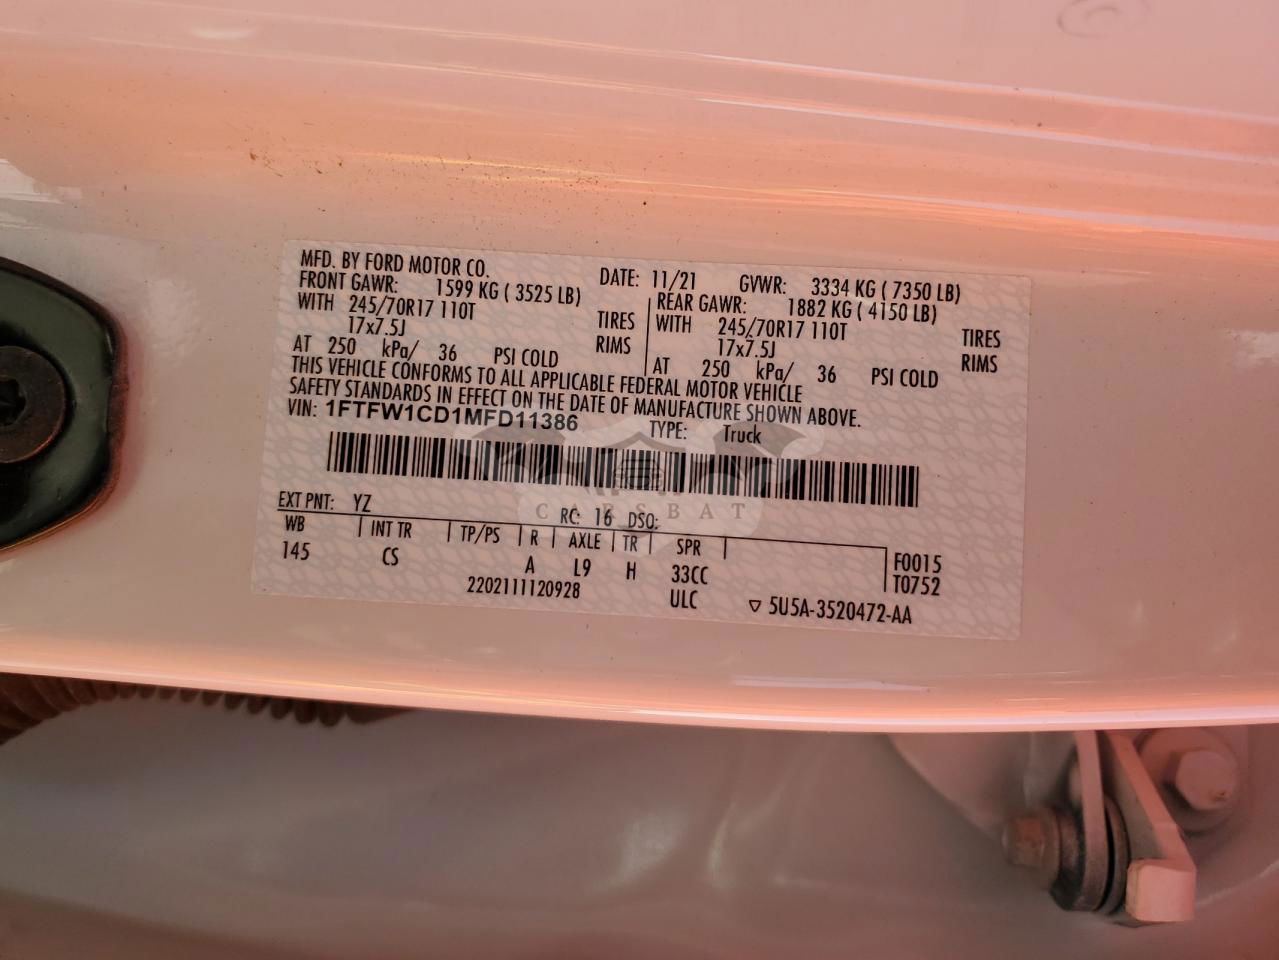 MFD. BY FORD MOTOR CO. DATE: 11/21 GVWR: 3334 KG ( 7350 LB)
FRONT GAWR: 1599 KG ( 3525 LB) REAR GAWR: 1882 KG ( 4150 LB)
WITH 245/70R17 110T TIRES WITH 245/70R17 110T TIRES
17x7.5J RIMS 17x7.5J RIMS
AT 250 kPa/ 36 PSI COLD AT 250 kPa/ 36 PSI COLD
THIS VEHICLE CONFORMS TO ALL APPLICABLE FEDERAL MOTOR VEHICLE
SAFETY STANDARDS IN EFFECT ON THE DATE OF MANUFACTURE SHOWN ABOVE.
VIN: 1FTFW1CD1MFD11386 TYPE: Truck
CARSBAT
EXT PNT: YZ RC: 16 DSO:
WB INT TR TP/PS R AXLE TR SPR F0015
145 CS A L9 H 33CC T0752
2202111120928 ULC 5U5A-3520472-AA